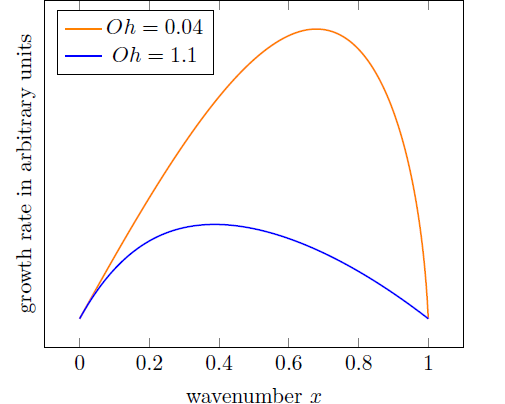 Oh = 0.04
Oh = 1.1
growth rate in arbitrary units
0 0.2 0.4 0.6 0.8 1
wavenumber x